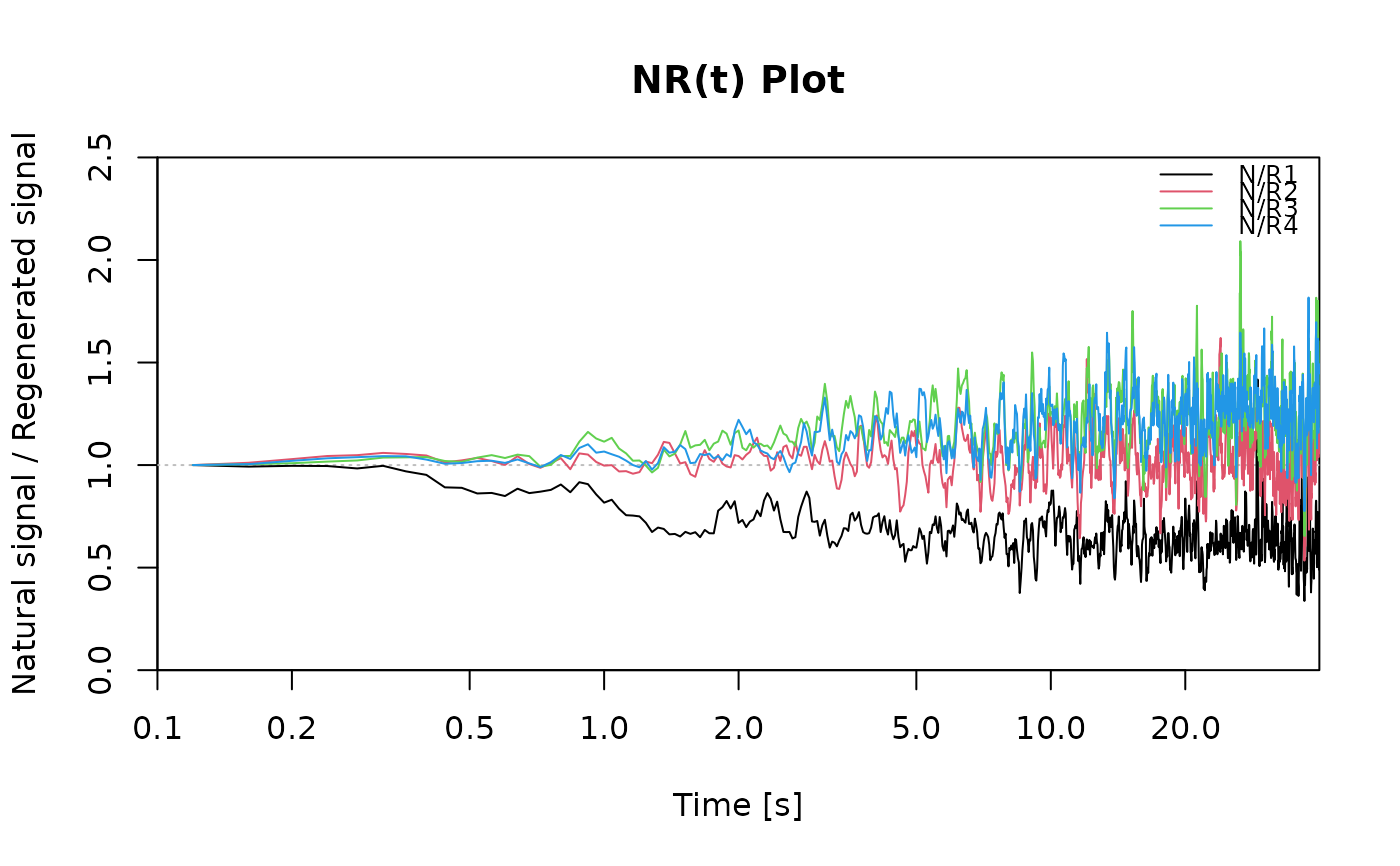 NR(t) Plot
Natural signal / Regenerated signal
2.5
2.0
1.5
1.0
0.5
0.0
N/R1
N/R2
N/R3
N/R4
0.1 0.2 0.5 1.0 2.0 5.0 10.0 20.0
Time [s]